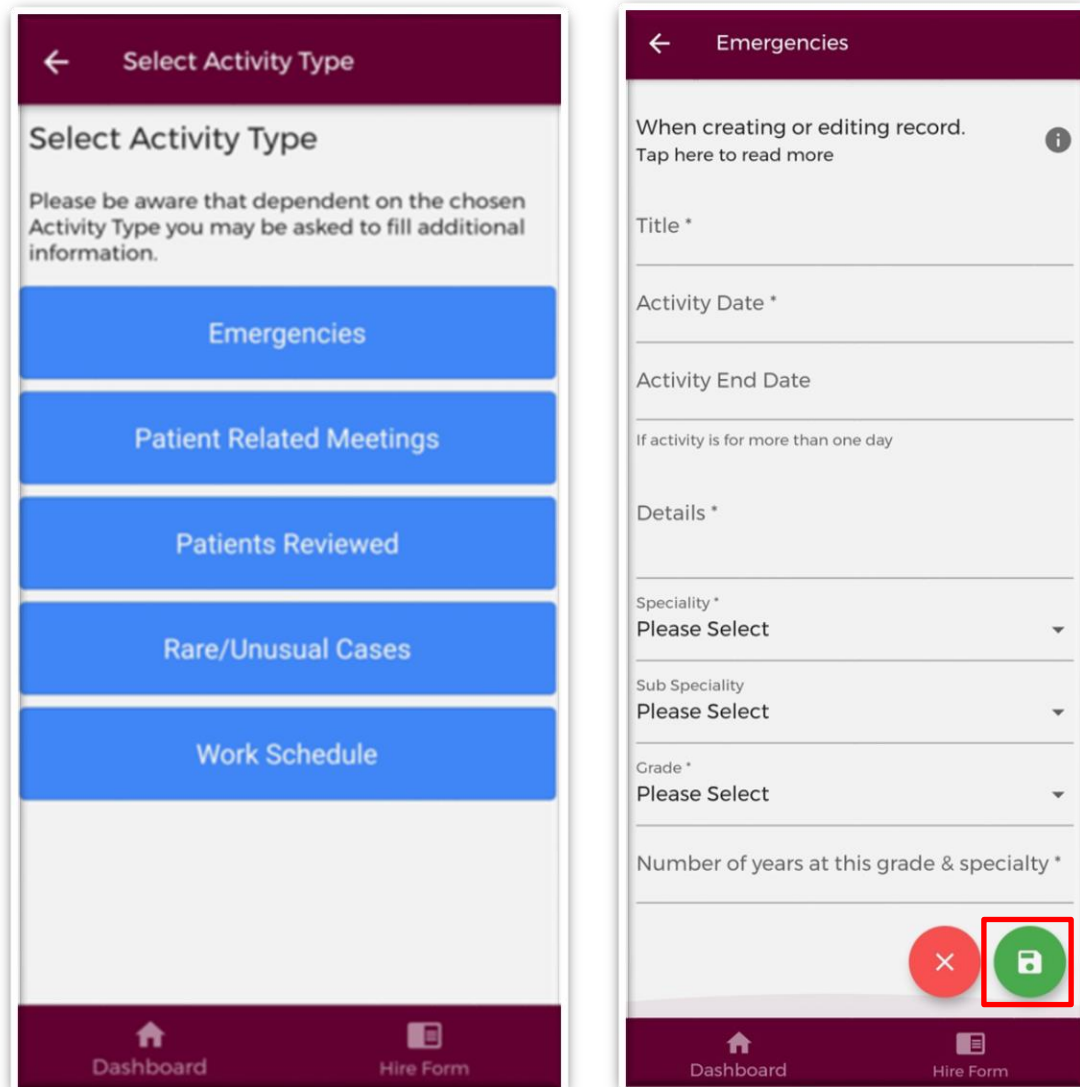 Select Activity Type
Select Activity Type
Please be aware that dependent on the chosen
Activity Type you may be asked to fill additional
information.
Emergencies
Patient Related Meetings
Patients Reviewed
Rare/Unusual Cases
Work Schedule
Dashboard
Hire Form
Emergencies
When creating or editing record.
Tap here to read more
Title *
Activity Date *
Activity End Date
If activity is for more than one day
Details *
Speciality *
Please Select
Sub Speciality
Please Select
Grade *
Please Select
Number of years at this grade & specialty *
Dashboard
Hire Form